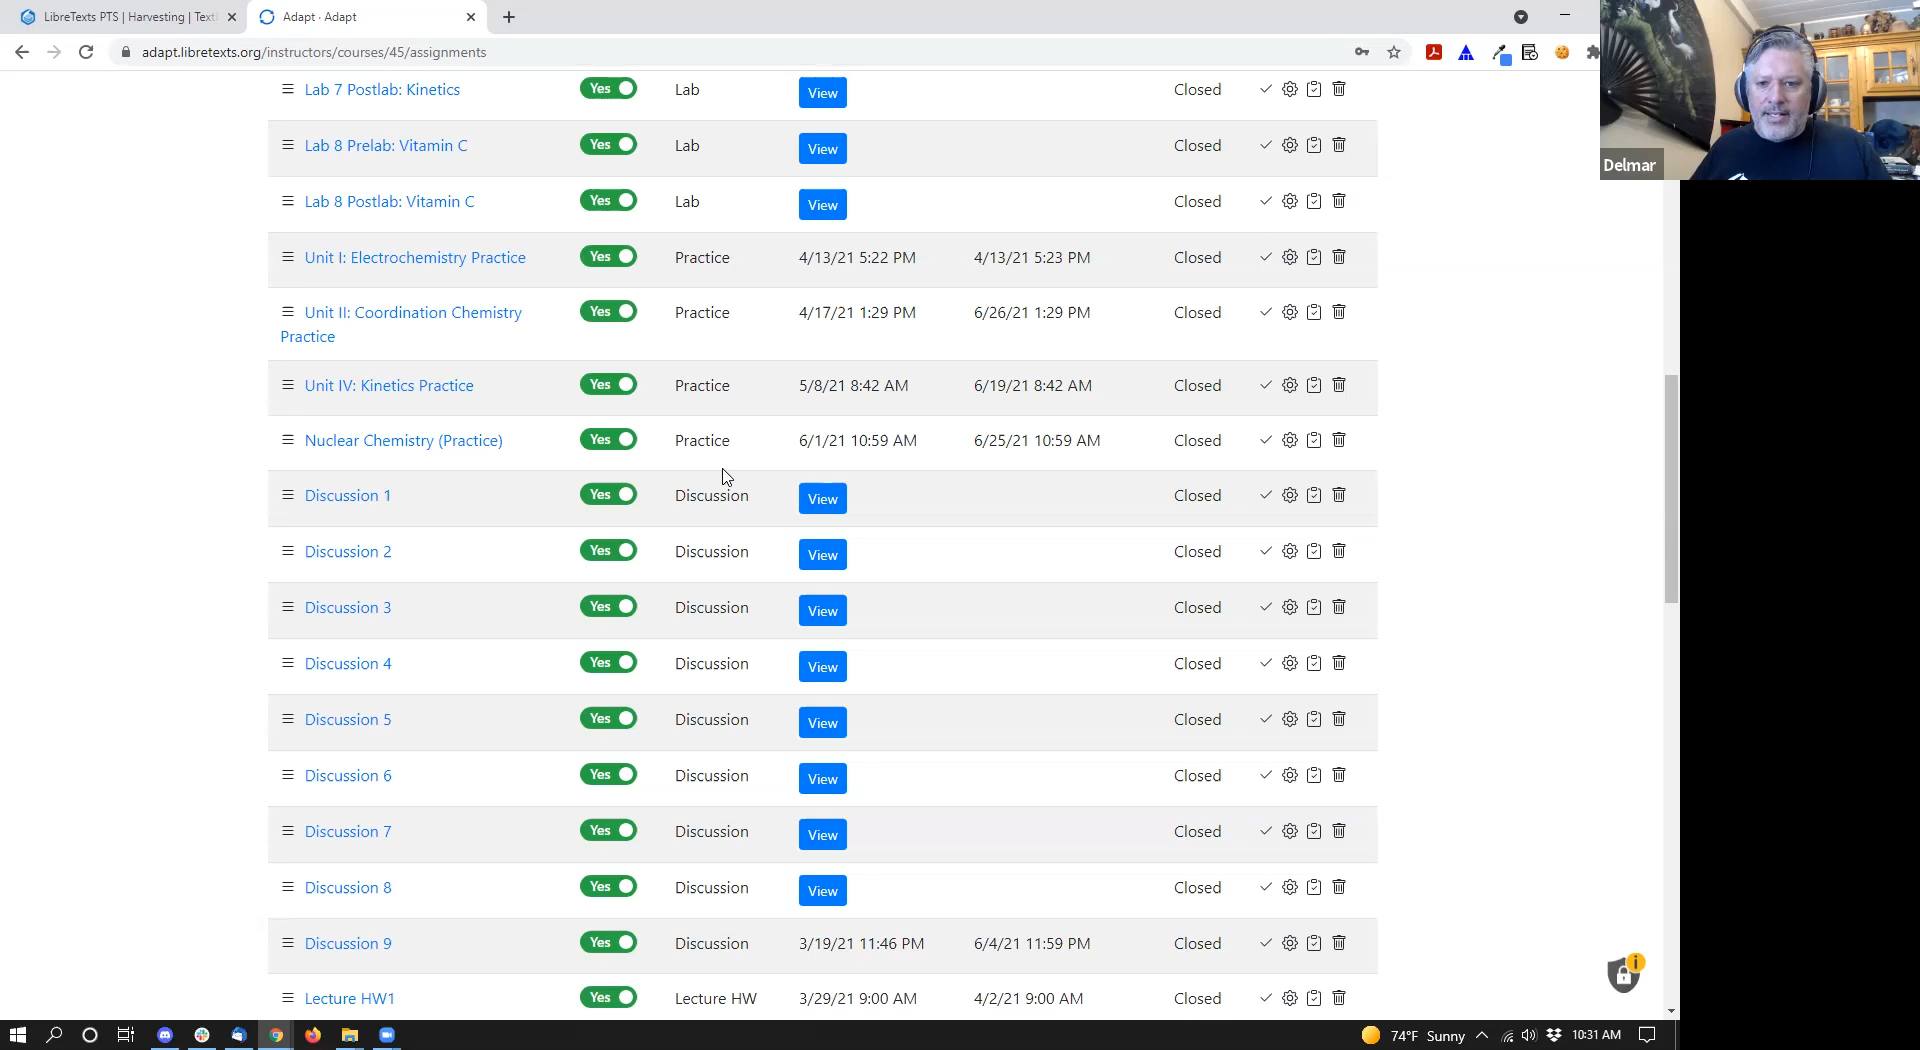 LibreTexts PTS | Harvesting | Text
Adapt · Adapt
adapt.libretexts.org/instructors/courses/45/assignments
Delmar
Lab 7 Postlab: Kinetics Yes Lab View Closed
Lab 8 Prelab: Vitamin C Yes Lab View Closed
Lab 8 Postlab: Vitamin C Yes Lab View Closed
Unit I: Electrochemistry Practice Yes Practice 4/13/21 5:22 PM 4/13/21 5:23 PM Closed
Unit II: Coordination Chemistry Yes Practice 4/17/21 1:29 PM 6/26/21 1:29 PM Closed
Practice
Unit IV: Kinetics Practice Yes Practice 5/8/21 8:42 AM 6/19/21 8:42 AM Closed
Nuclear Chemistry (Practice) Yes Practice 6/1/21 10:59 AM 6/25/21 10:59 AM Closed
Discussion 1 Yes Discussion View Closed
Discussion 2 Yes Discussion View Closed
Discussion 3 Yes Discussion View Closed
Discussion 4 Yes Discussion View Closed
Discussion 5 Yes Discussion View Closed
Discussion 6 Yes Discussion View Closed
Discussion 7 Yes Discussion View Closed
Discussion 8 Yes Discussion View Closed
Discussion 9 Yes Discussion 3/19/21 11:46 PM 6/4/21 11:59 PM Closed
Lecture HW1 Yes Lecture HW 3/29/21 9:00 AM 4/2/21 9:00 AM Closed
74°F Sunny 10:31 AM